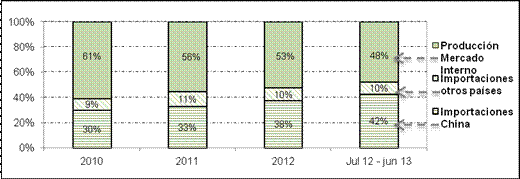 100%
80%
60%
40%
20%
0%
61%
56%
53%
48%
9%
11%
10%
10%
30%
33%
38%
42%
2010
2011
2012
Jul 12 - jun 13
Producción
Mercado
Interno
Importaciones
otros países
Importaciones
China